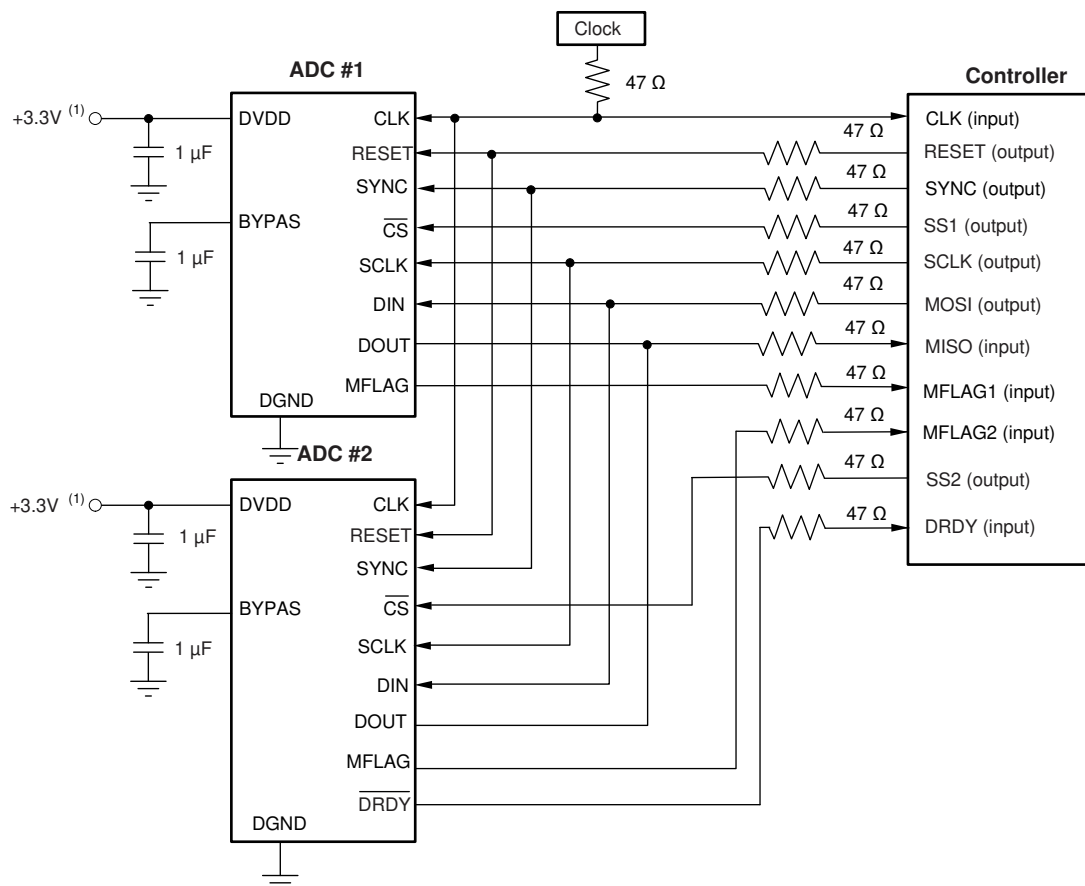 Clock
47 Ω
ADC #1
Controller
+3.3V (1)
1 µF
1 µF
DVDD
BYPAS
DGND
CLK
RESET
SYNC
CS
SCLK
DIN
DOUT
MFLAG
47 Ω
47 Ω
47 Ω
47 Ω
47 Ω
47 Ω
47 Ω
47 Ω
47 Ω
47 Ω
CLK (input)
RESET (output)
SYNC (output)
SS1 (output)
SCLK (output)
MOSI (output)
MISO (input)
MFLAG1 (input)
MFLAG2 (input)
SS2 (output)
DRDY (input)
ADC #2
+3.3V (1)
1 µF
1 µF
DVDD
BYPAS
DGND
CLK
RESET
SYNC
CS
SCLK
DIN
DOUT
MFLAG
DRDY